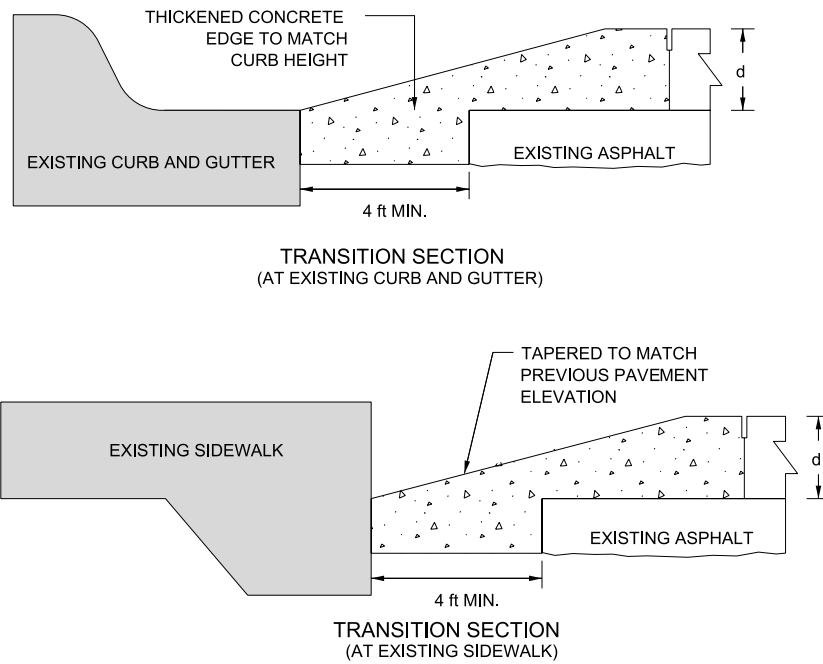 THICKENED CONCRETE
EDGE TO MATCH
CURB HEIGHT
d
EXISTING CURB AND GUTTER
EXISTING ASPHALT
4 ft MIN.
TRANSITION SECTION
(AT EXISTING CURB AND GUTTER)
TAPERED TO MATCH
PREVIOUS PAVEMENT
ELEVATION
EXISTING SIDEWALK
d
EXISTING ASPHALT
4 ft MIN.
TRANSITION SECTION
(AT EXISTING SIDEWALK)